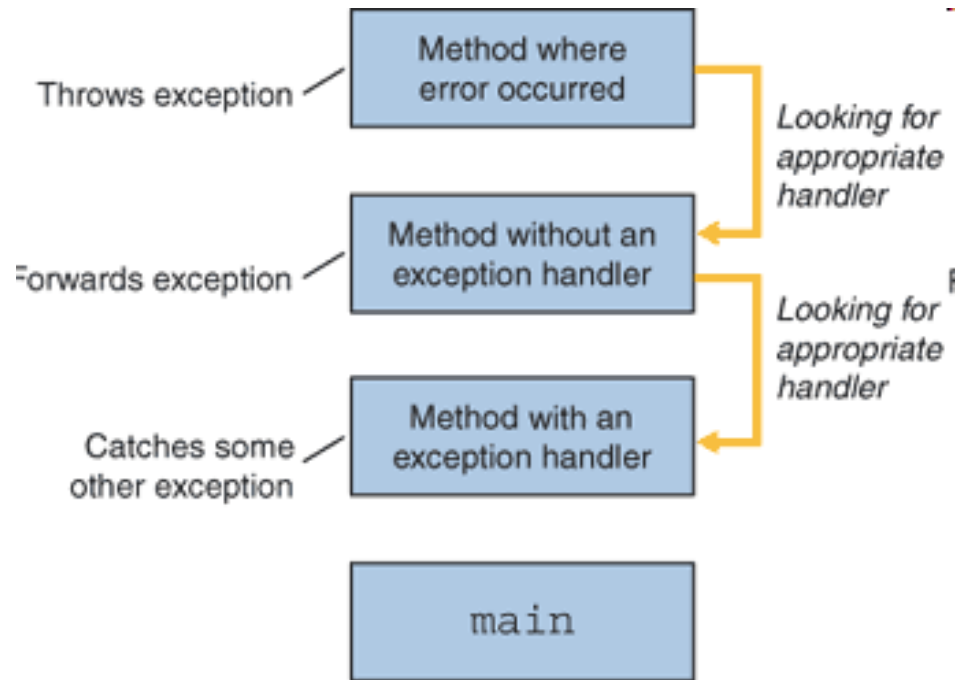 Method where
error occurred
Throws exception
Looking for
appropriate
handler
Method without an
exception handler
Forwards exception
Looking for
appropriate
handler
Method with an
exception handler
Catches some
other exception
main